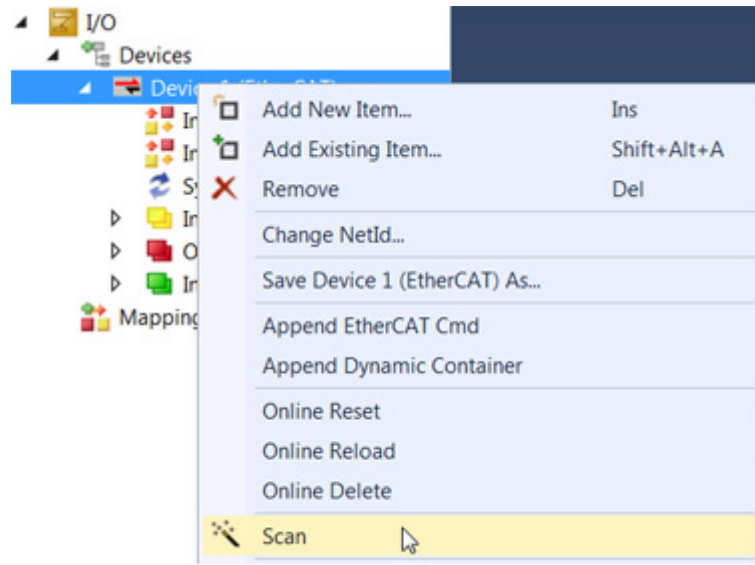 I/O
Devices
Add New Item... Ins
Add Existing Item... Shift+Alt+A
Remove Del
Change NetId...
Save Device 1 (EtherCAT) As...
Append EtherCAT Cmd
Append Dynamic Container
Online Reset
Online Reload
Online Delete
Scan